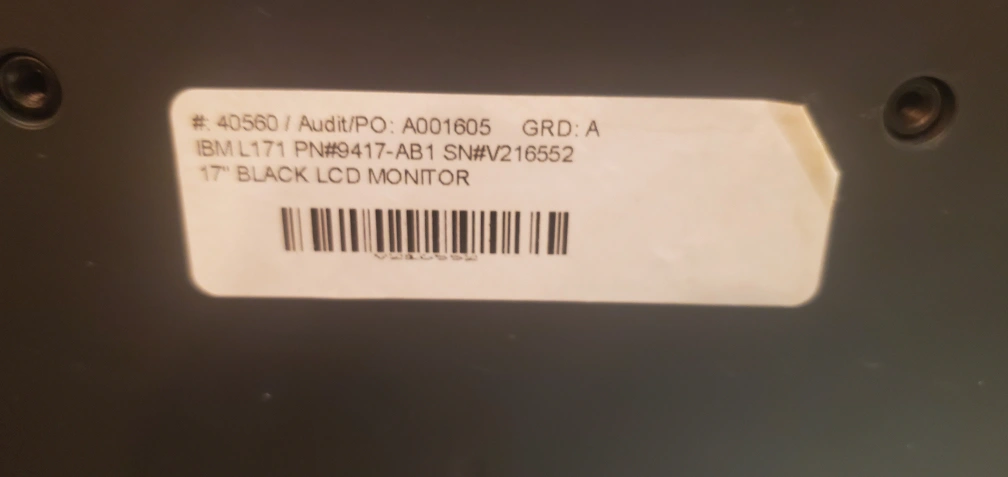 #: 40560 / Audit/PO: A001605 GRD: A
IBM L171 PN#9417-AB1 SN#V216552
17" BLACK LCD MONITOR